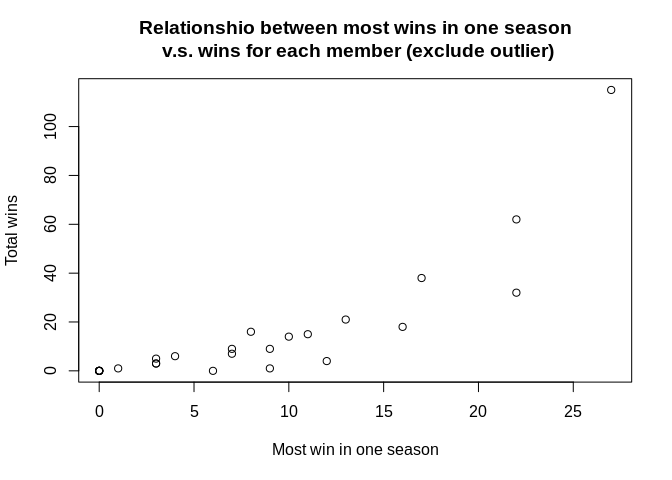 Relationshio between most wins in one season
v.s. wins for each member (exclude outlier)
Total wins
100
80
60
40
20
0
0 5 10 15 20 25
Most win in one season